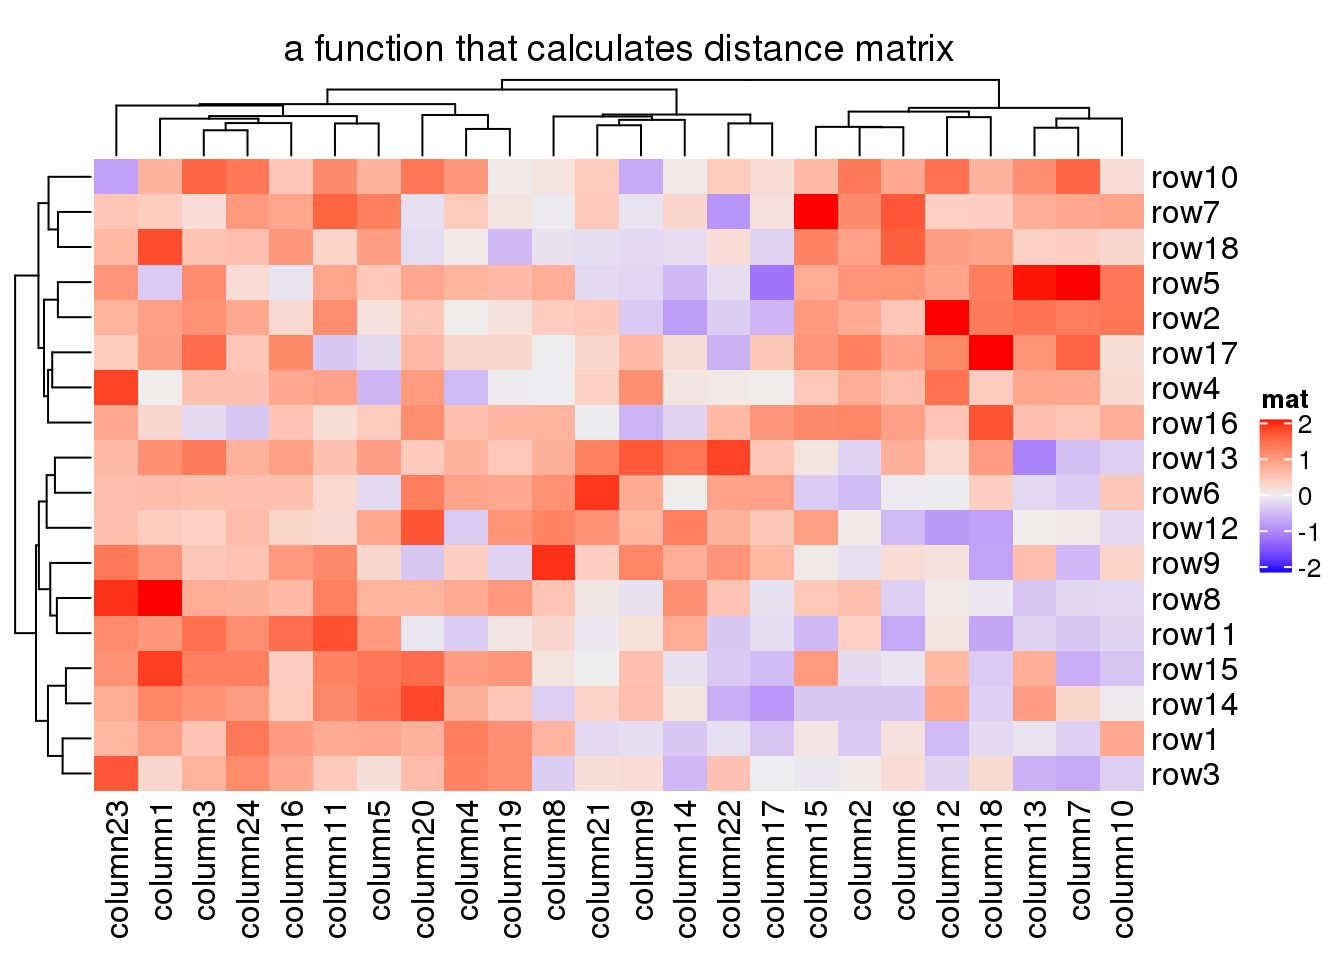 a function that calculates distance matrix
row10
row7
row18
row5
row2
row17
row4
row16
row13
row6
row12
row9
row8
row11
row15
row14
row1
row3
mat
2
1
0
-1
-2
column23
column1
column3
column24
column16
column11
column5
column20
column4
column19
column8
column21
column9
column14
column22
column17
column15
column2
column6
column12
column18
column13
column7
column10